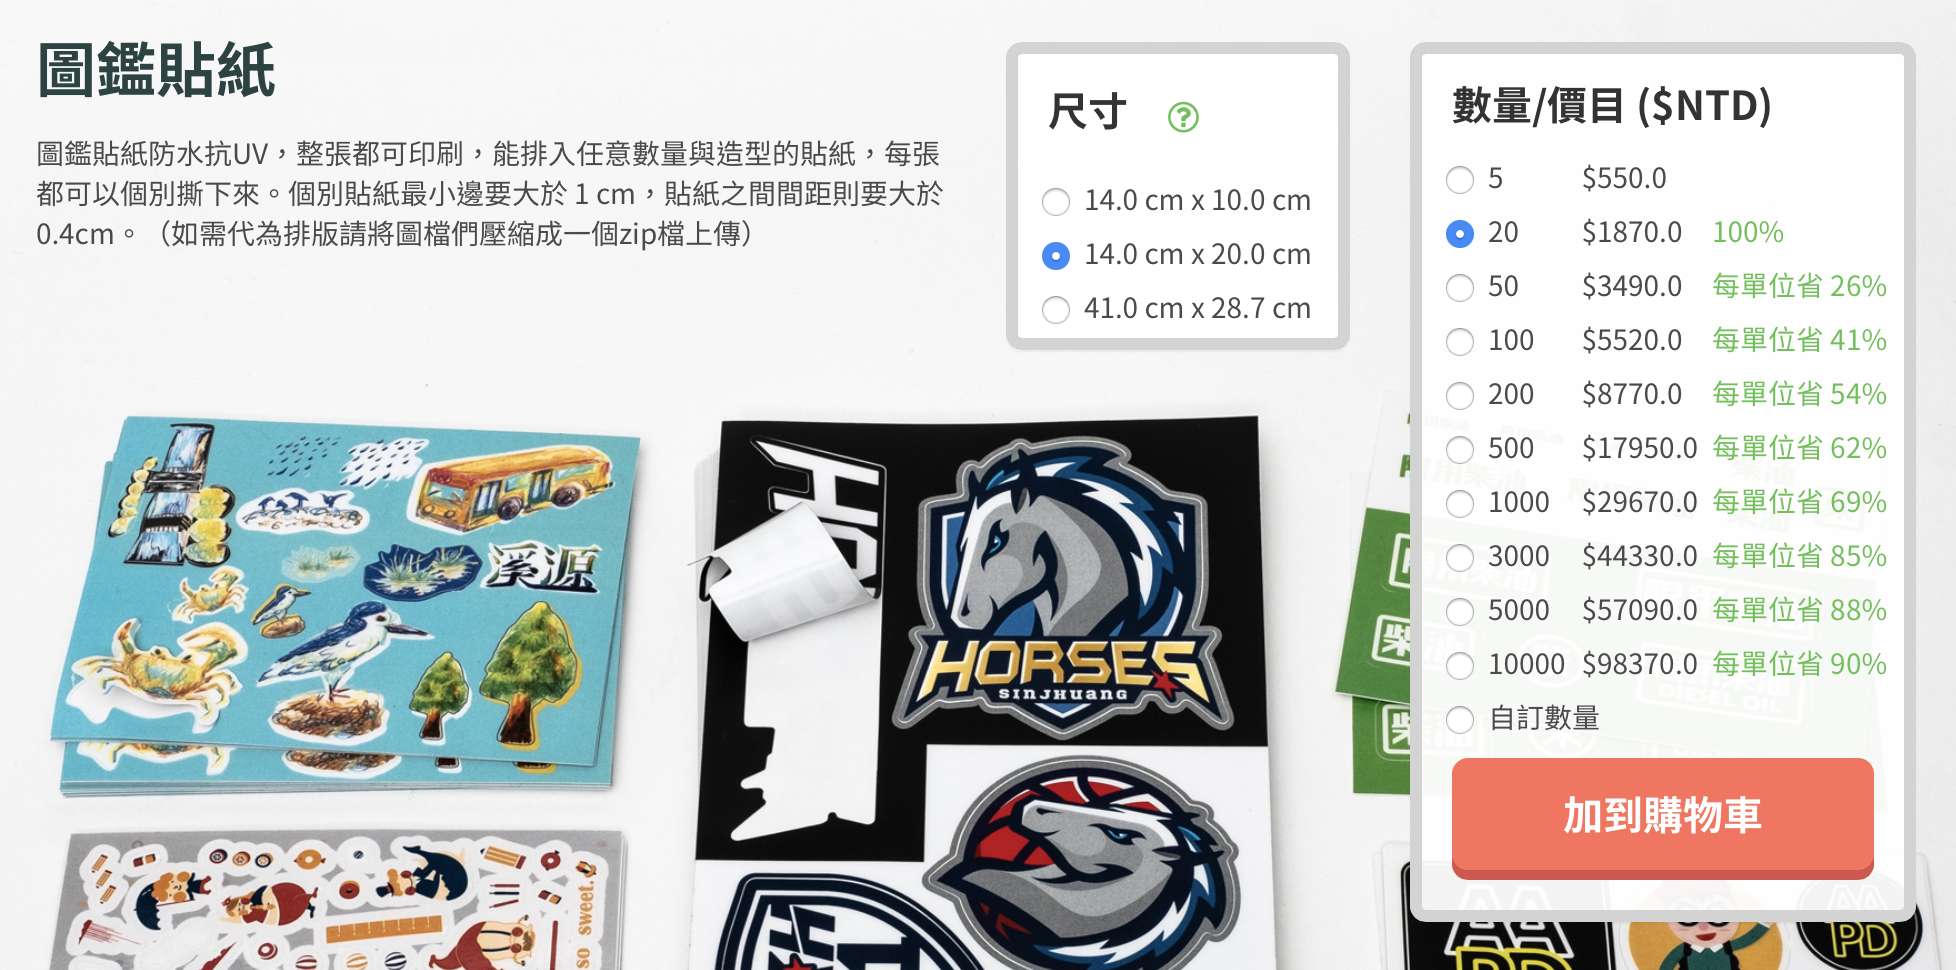 圖鑑貼紙
圖鑑貼紙防水抗UV，整張都可印刷，能排入任意數量與造型的貼紙，每張
都可以個別撕下來。個別貼紙最小邊要大於 1 cm，貼紙之間間距則要大於
0.4cm。（如需代為排版請將圖檔們壓縮成一個zip檔上傳）
尺寸 ?
14.0 cm x 10.0 cm
14.0 cm x 20.0 cm
41.0 cm x 28.7 cm
數量/價目 ($NTD)
5 $550.0
20 $1870.0 100%
50 $3490.0 每單位省 26%
100 $5520.0 每單位省 41%
200 $8770.0 每單位省 54%
500 $17950.0 每單位省 62%
1000 $29670.0 每單位省 69%
3000 $44330.0 每單位省 85%
5000 $57090.0 每單位省 88%
10000 $98370.0 每單位省 90%
自訂數量
加到購物車
溪源
HO
HORSES
SINJHUANG
柴油
DIESEL OIL
so sweet.
AA
PD
AA
PD